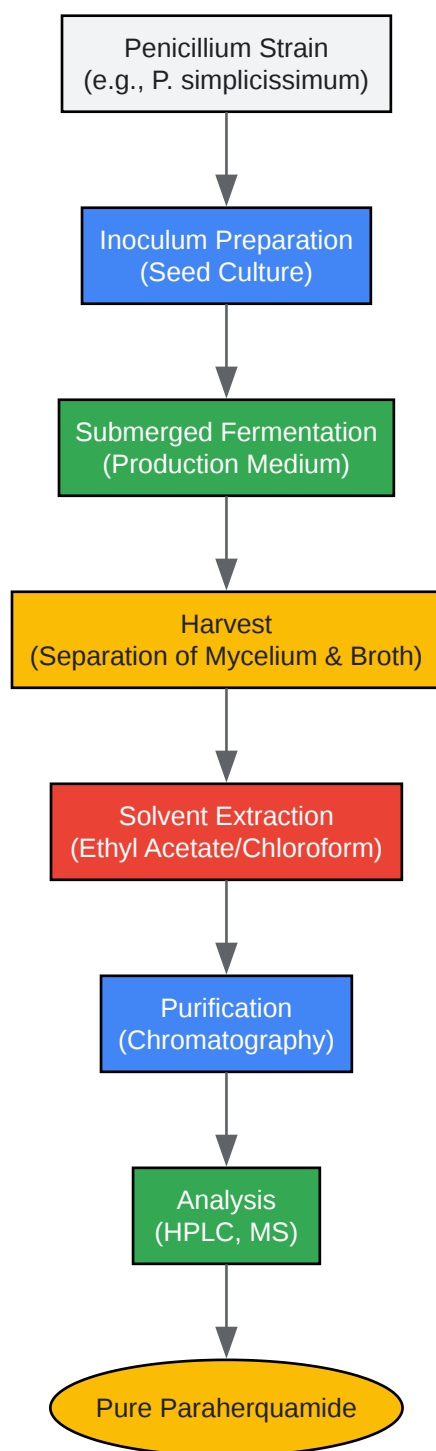 Penicillium Strain
(e.g., P. simplicissimum)
Inoculum Preparation
(Seed Culture)
Submerged Fermentation
(Production Medium)
Harvest
(Separation of Mycelium & Broth)
Solvent Extraction
(Ethyl Acetate/Chloroform)
Purification
(Chromatography)
Analysis
(HPLC, MS)
Pure Paraherquamide